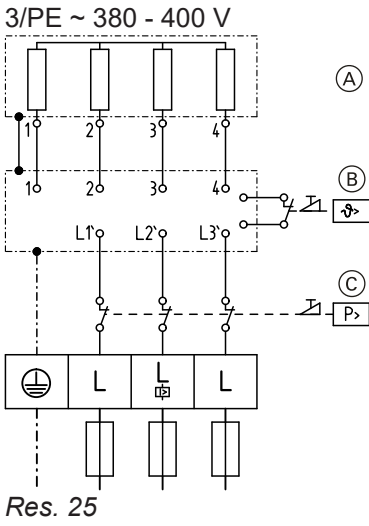 3/PE ~ 380 - 400 V
A
1 2 3 4
B
1 2 3 4
ϑ>
L1` L2` L3`
C
P>
L L L
Res. 25